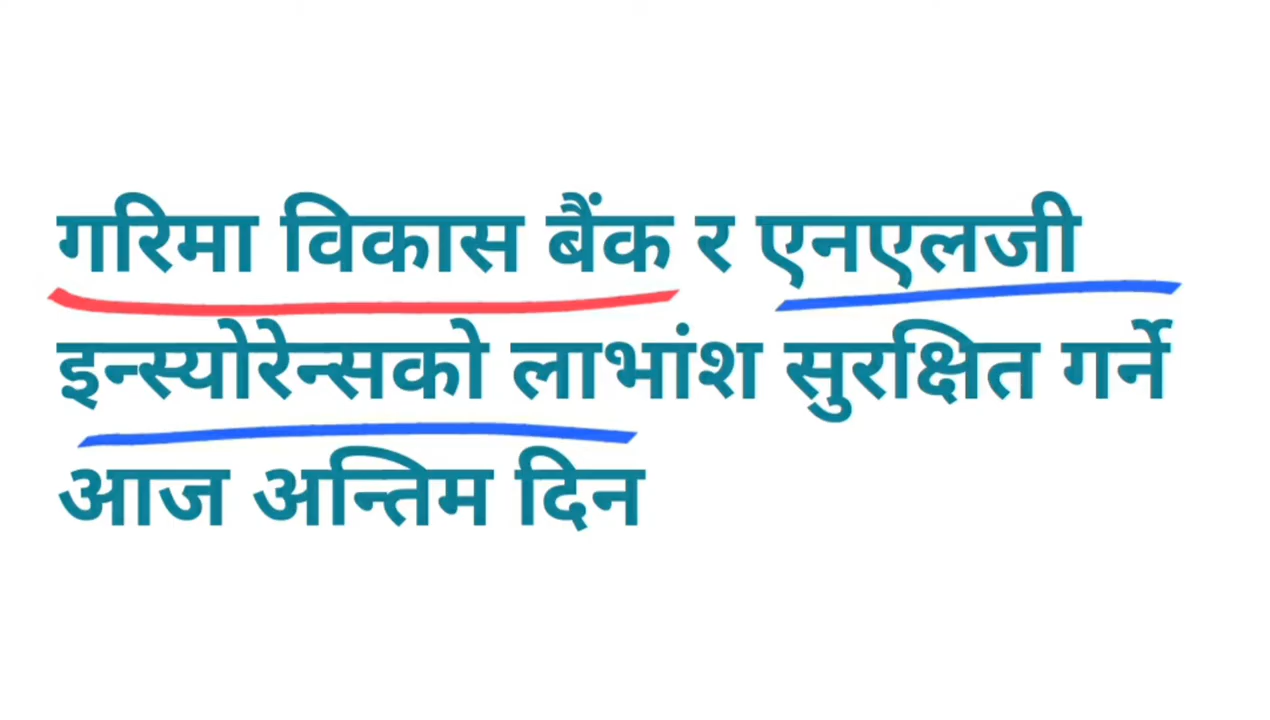 गरिमा विकास बैंक र एनएलजी
इन्स्योरेन्सको लाभांश सुरक्षित गर्ने
आज अन्तिम दिन